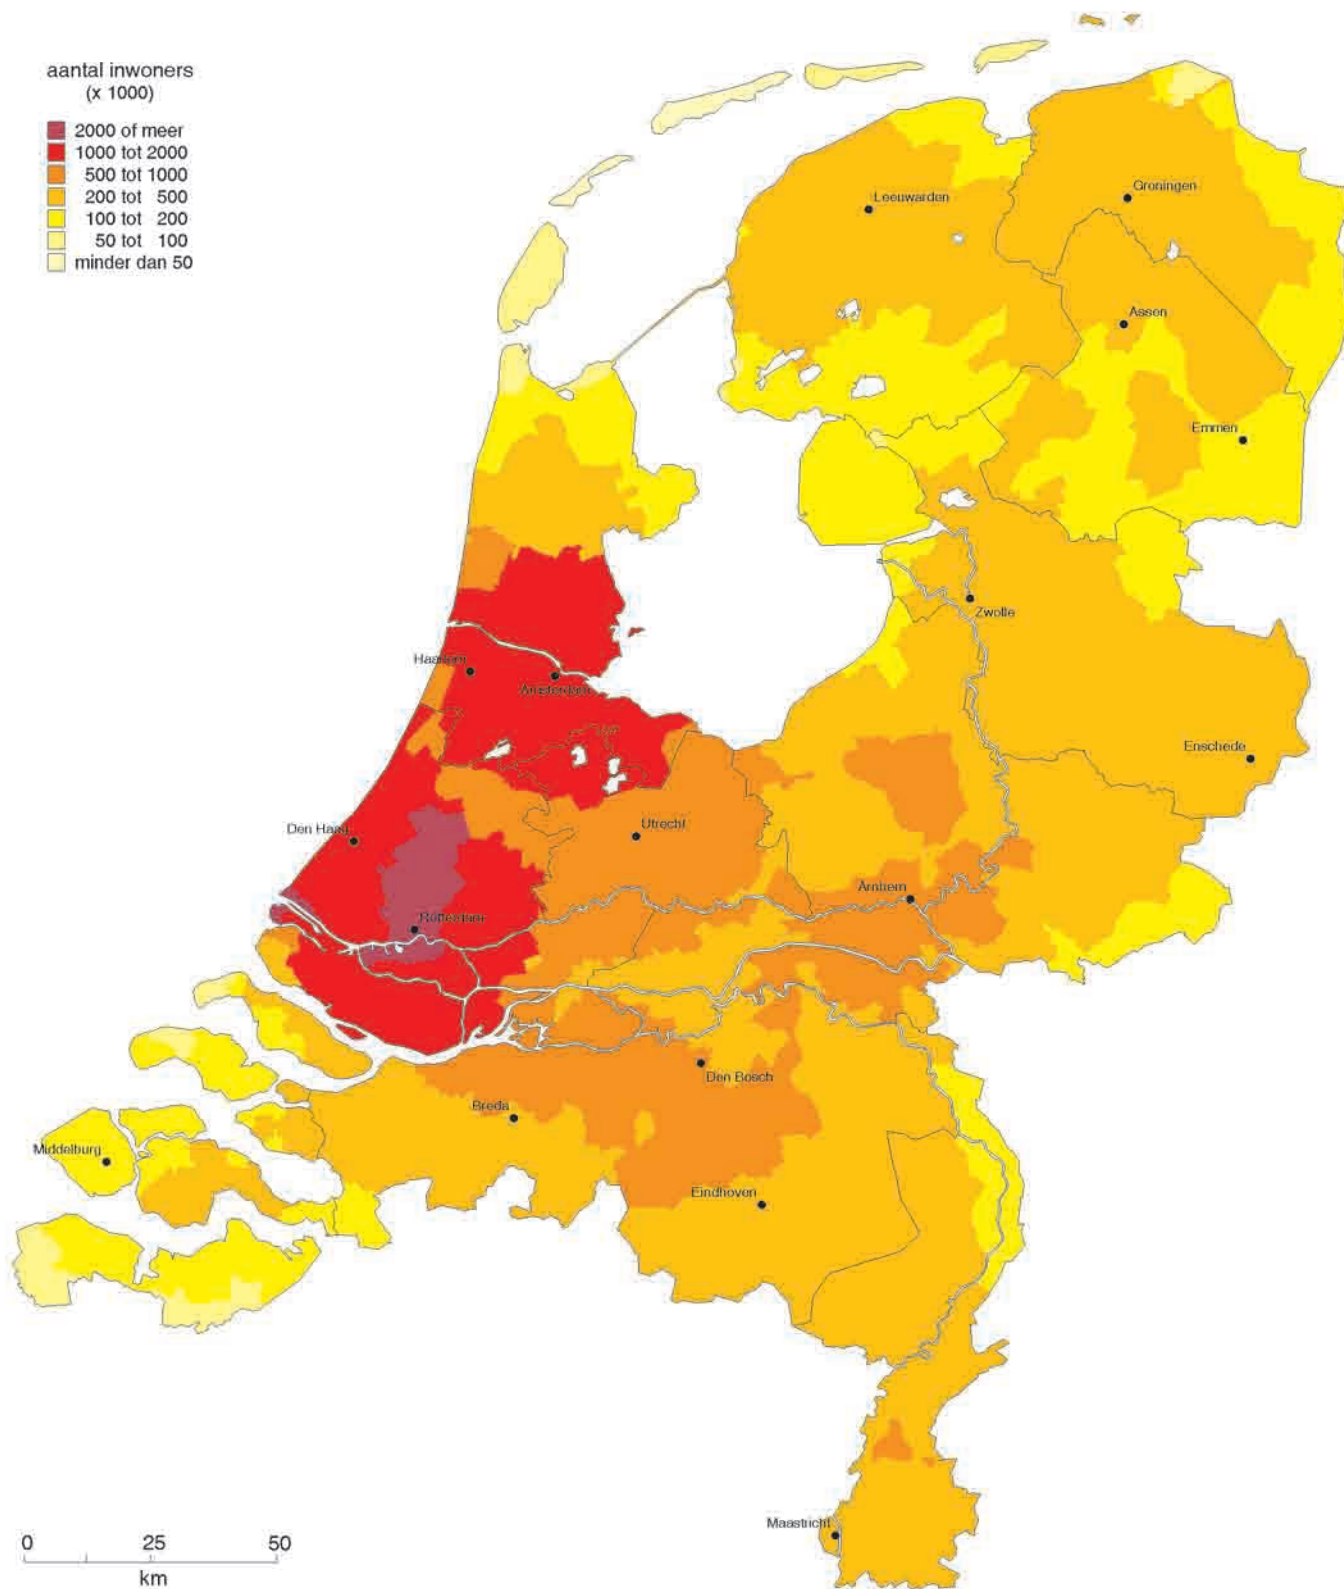 aantal inwoners
(x 1000)
2000 of meer
1000 tot 2000
500 tot 1000
200 tot 500
100 tot 200
50 tot 100
minder dan 50
Groningen
Leeuwarden
Assen
Emmen
Zwolle
Haarlem
Amsterdam
Enschede
Den Haag
Utrecht
Arnhem
Rotterdam
Den Bosch
Breda
Middelburg
Eindhoven
Maastricht
0 25 50
km